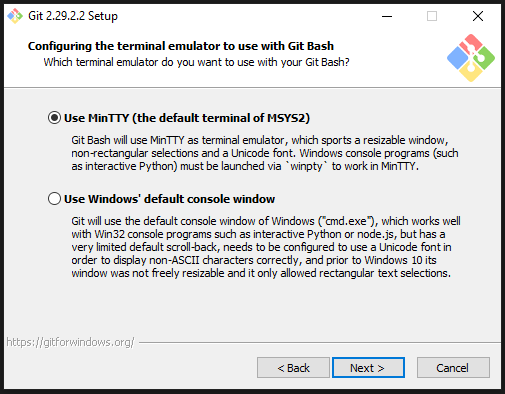 Git 2.29.2.2 Setup
Configuring the terminal emulator to use with Git Bash
Which terminal emulator do you want to use with your Git Bash?
Use MinTTY (the default terminal of MSYS2)
Git Bash will use MinTTY as terminal emulator, which sports a resizable window,
non-rectangular selections and a Unicode font. Windows console programs (such
as interactive Python) must be launched via `winpty` to work in MinTTY.
Use Windows' default console window
Git will use the default console window of Windows ("cmd.exe"), which works well
with Win32 console programs such as interactive Python or node.js, but has a
very limited default scroll-back, needs to be configured to use a Unicode font in
order to display non-ASCII characters correctly, and prior to Windows 10 its
window was not freely resizable and it only allowed rectangular text selections.
https://gitforwindows.org/
< Back
Next >
Cancel